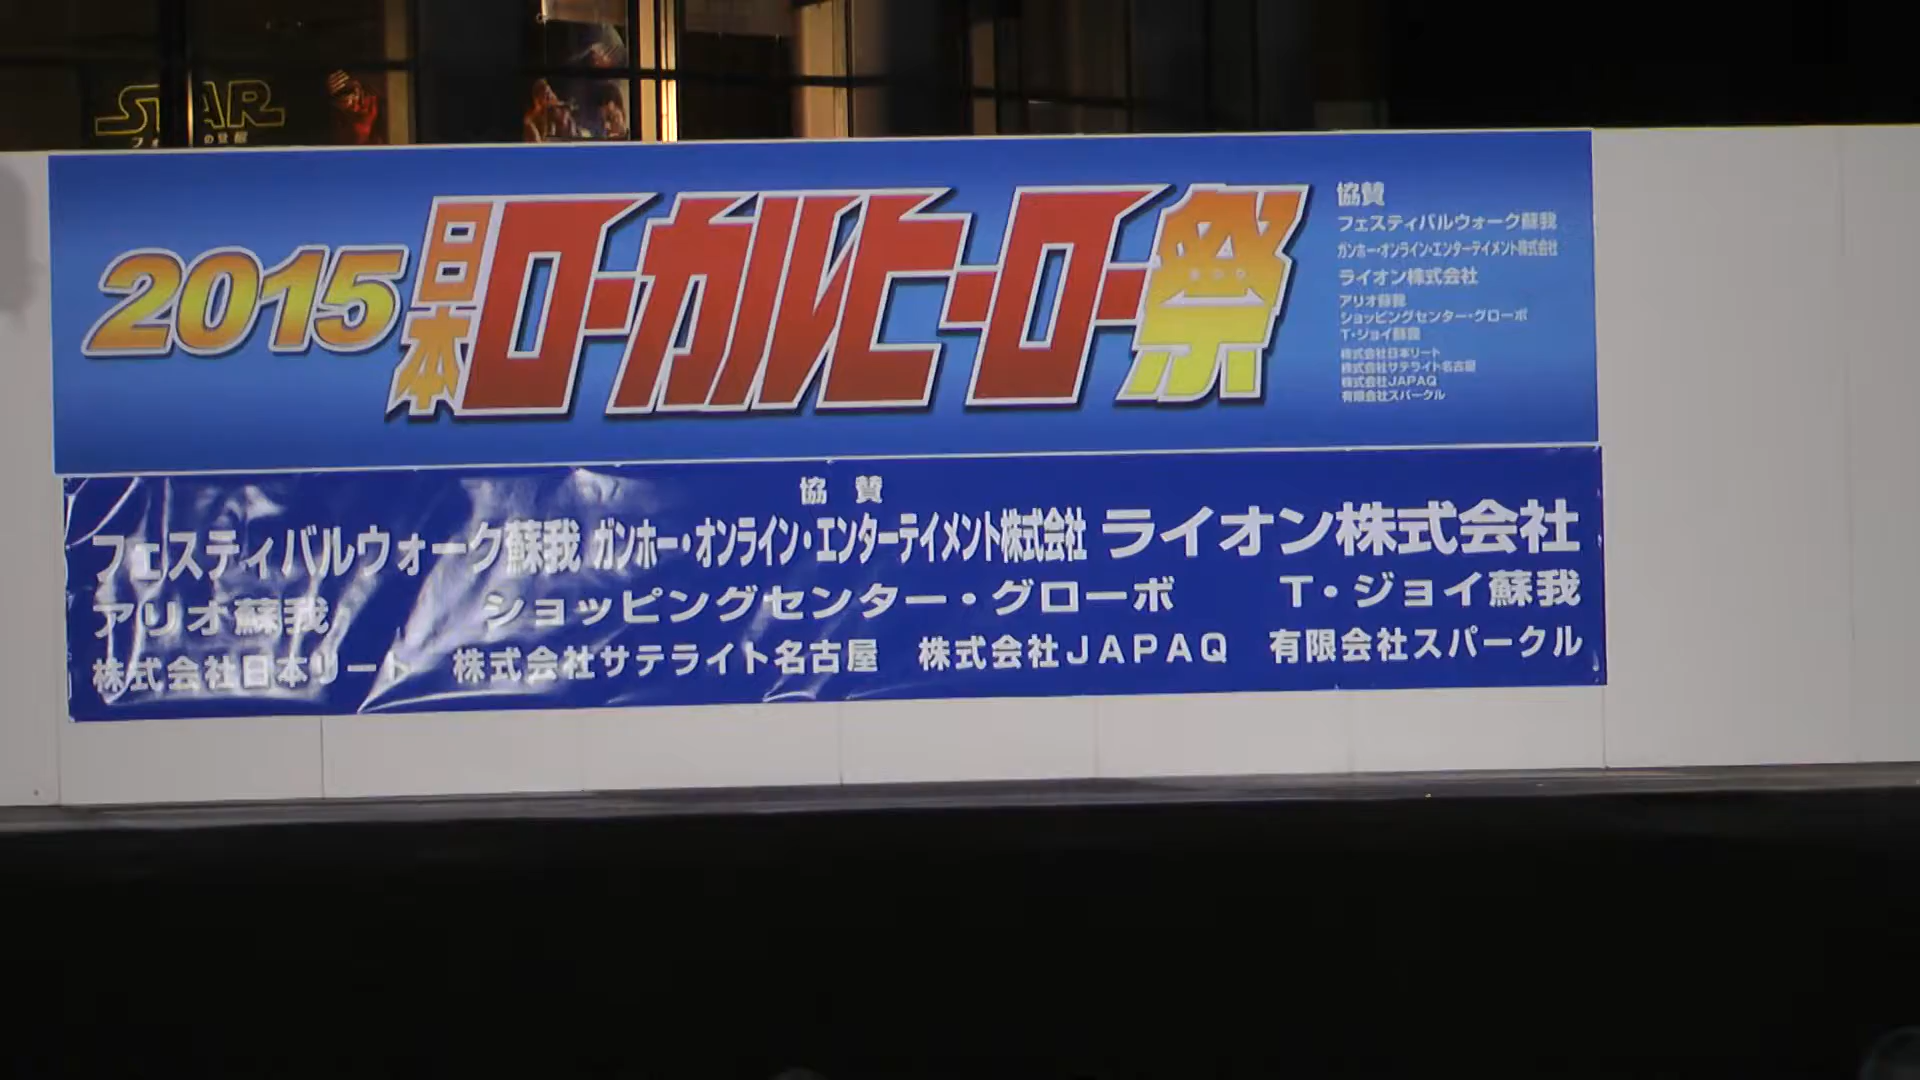 STAR
の覚醒
2015 日本ローカルヒーロー祭
協賛
フェスティバルウォーク蘇我
ガンホー・オンライン・エンターテイメント株式会社
ライオン株式会社
アリオ蘇我
ショッピングセンター・グローボ
T・ジョイ蘇我
株式会社日本リート
株式会社サテライト名古屋
株式会社JAPAQ
有限会社スパークル
協 賛
フェスティバルウォーク蘇我 ガンホー・オンライン・エンターテイメント株式会社 ライオン株式会社
アリオ蘇我 ショッピングセンター・グローボ T・ジョイ蘇我
株式会社日本リート 株式会社サテライト名古屋 株式会社JAPAQ 有限会社スパークル